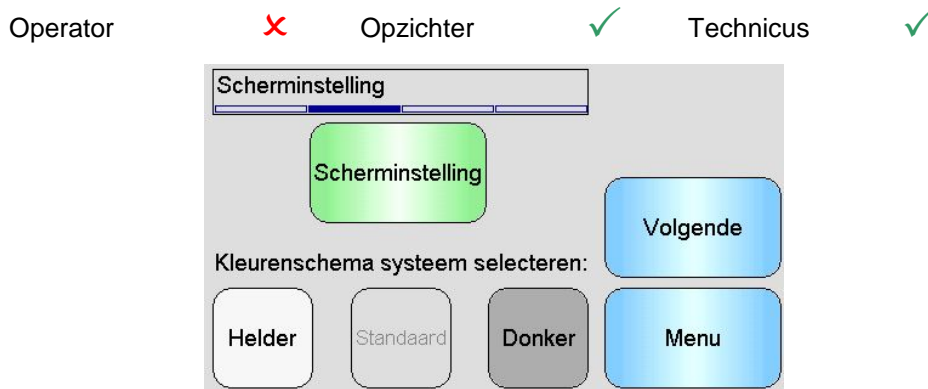 Operator ✗ Opzichter ✓ Technicus ✓
Scherminstelling
Scherminstelling
Volgende
Kleurenschema systeem selecteren:
Helder Standaard Donker Menu